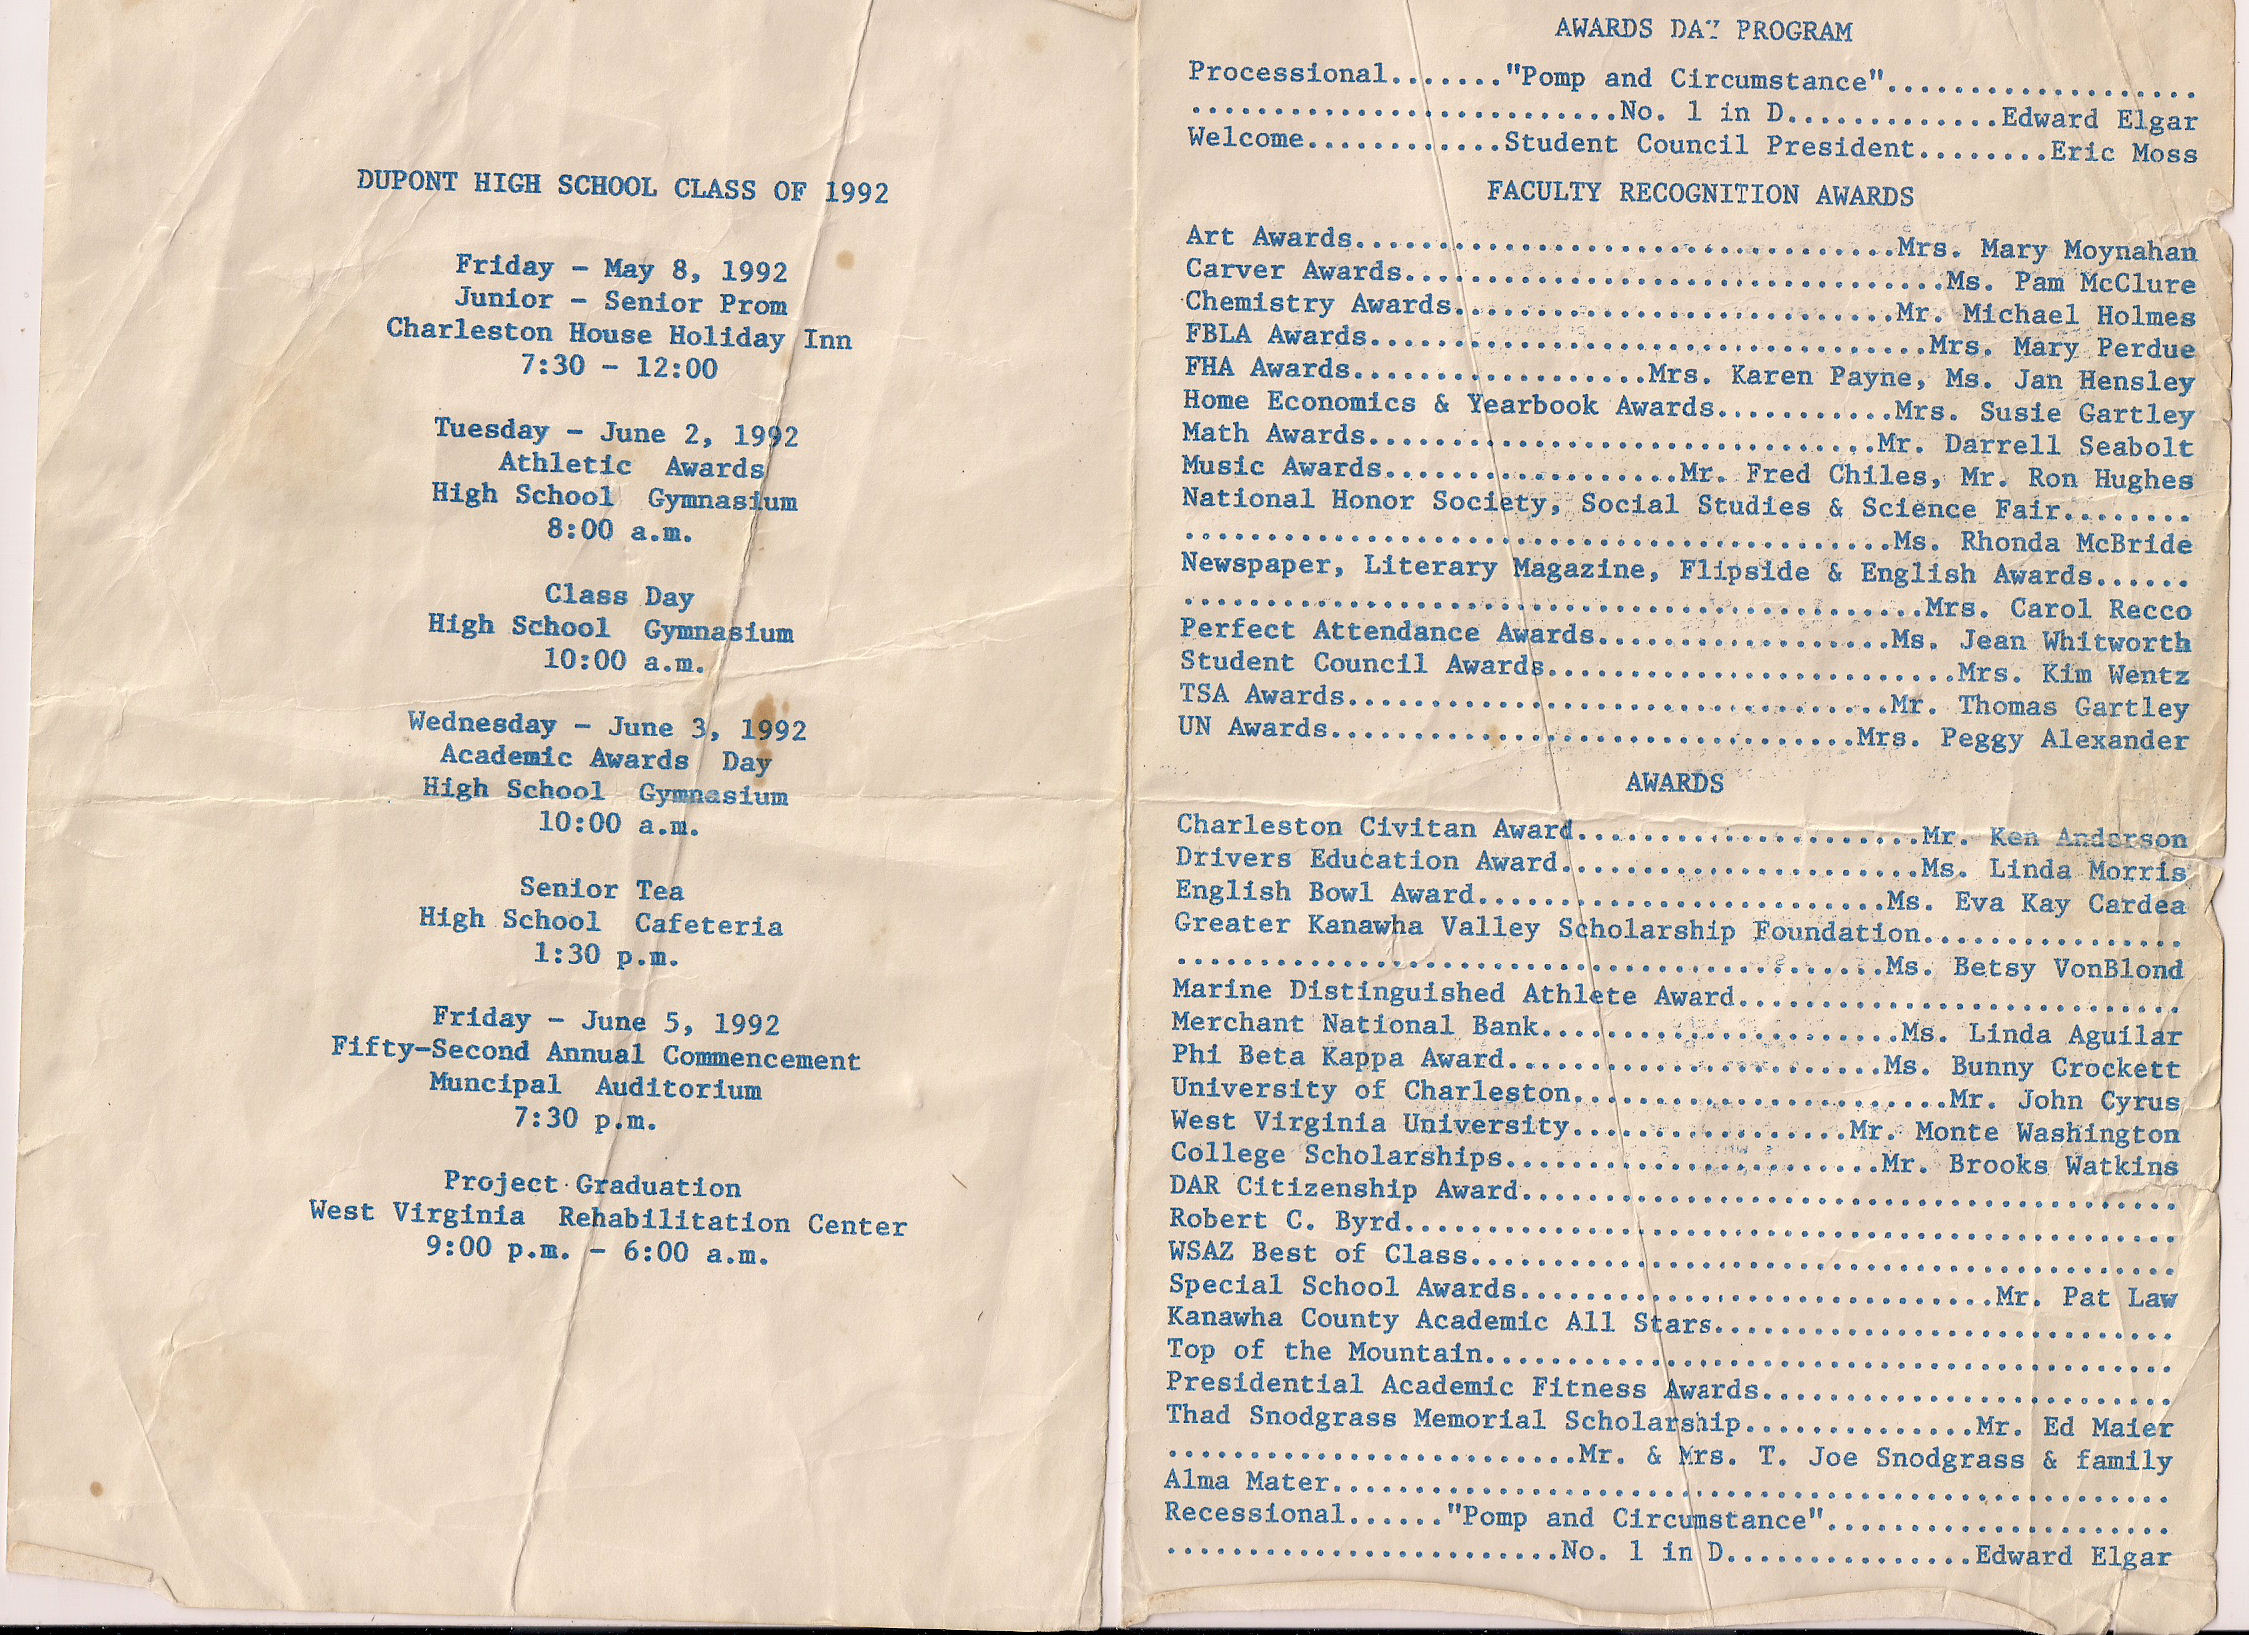 DUPONT HIGH SCHOOL CLASS OF 1992
Friday - May 8, 1992
Junior - Senior Prom
Charleston House Holiday Inn
7:30 - 12:00
Tuesday - June 2, 1992
Athletic Awards
High School Gymnasium
8:00 a.m.
Class Day
High School Gymnasium
10:00 a.m.
Wednesday - June 3, 1992
Academic Awards Day
High School Gymnasium
10:00 a.m.
Senior Tea
High School Cafeteria
1:30 p.m.
Friday - June 5, 1992
Fifty-Second Annual Commencement
Muncipal Auditorium
7:30 p.m.
Project Graduation
West Virginia Rehabilitation Center
9:00 p.m. - 6:00 a.m.
AWARDS DAY PROGRAM
Processional......."Pomp and Circumstance"...................
..........................No. 1 in D.............Edward Elgar
Welcome............Student Council President........Eric Moss
FACULTY RECOGNITION AWARDS
Art Awards.................................Mrs. Mary Moynahan
Carver Awards.................................Ms. Pam McClure
Chemistry Awards...........................Mr. Michael Holmes
FBLA Awards..................................Mrs. Mary Perdue
FHA Awards..................Mrs. Karen Payne, Ms. Jan Hensley
Home Economics & Yearbook Awards...........Mrs. Susie Gartley
Math Awards...............................Mr. Darrell Seabolt
Music Awards..................Mr. Fred Chiles, Mr. Ron Hughes
National Honor Society, Social Studies & Science Fair........
...........................................Ms. Rhonda McBride
Newspaper, Literary Magazine, Flipside & English Awards......
.............................................Mrs. Carol Recco
Perfect Attendance Awards..................Ms. Jean Whitworth
Student Council Awards.........................Mrs. Kim Wentz
TSA Awards.................................Mr. Thomas Gartley
UN Awards................................Mrs. Peggy Alexander
AWARDS
Charleston Civitan Award.....................Mr. Ken Anderson
Drivers Education Award......................Ms. Linda Morris
English Bowl Award.........................Ms. Eva Kay Cardea
Greater Kanawha Valley Scholarship Foundation................
...........................................Ms. Betsy VonBlond
Marine Distinguished Athlete Award...........................
Merchant National Bank......................Ms. Linda Aguilar
Phi Beta Kappa Award.......................Ms. Bunny Crockett
University of Charleston.......................Mr. John Cyrus
West Virginia University.................Mr. Monte Washington
College Scholarships.......................Mr. Brooks Watkins
DAR Citizenship Award........................................
Robert C. Byrd...............................................
WSAZ Best of Class...........................................
Special School Awards.............................Mr. Pat Law
Kanawha County Academic All Stars............................
Top of the Mountain..........................................
Presidential Academic Fitness Awards.........................
Thad Snodgrass Memorial Scholarship..............Mr. Ed Maier
.........................Mr. & Mrs. T. Joe Snodgrass & family
Alma Mater...................................................
Recessional......"Pomp and Circumstance".....................
........................No. 1 in D...............Edward Elgar